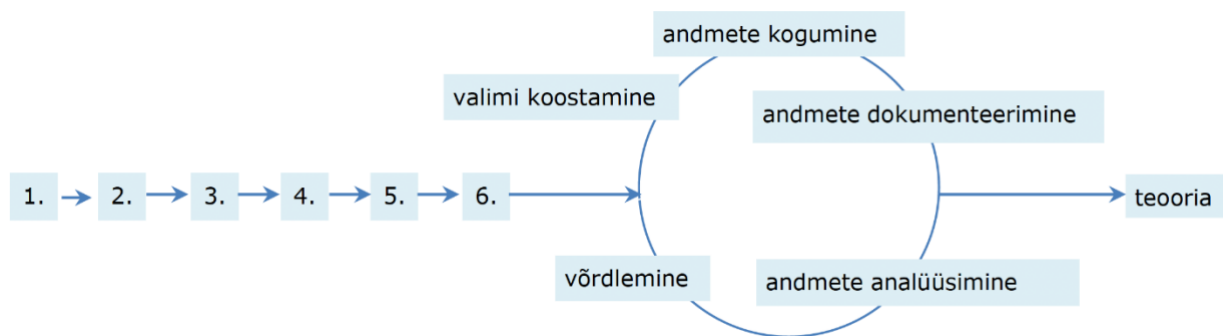 andmete kogumine
valimi koostamine
andmete dokumenteerimine
1.
2.
3.
4.
5.
6.
teooria
võrdlemine
andmete analüüsimine